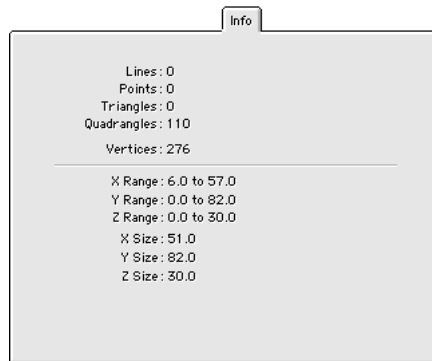 Info
Lines: 0
Points: 0
Triangles: 0
Quadrangles: 110
Vertices: 276
X Range: 6.0 to 57.0
Y Range: 0.0 to 82.0
Z Range: 0.0 to 30.0
X Size: 51.0
Y Size: 82.0
Z Size: 30.0